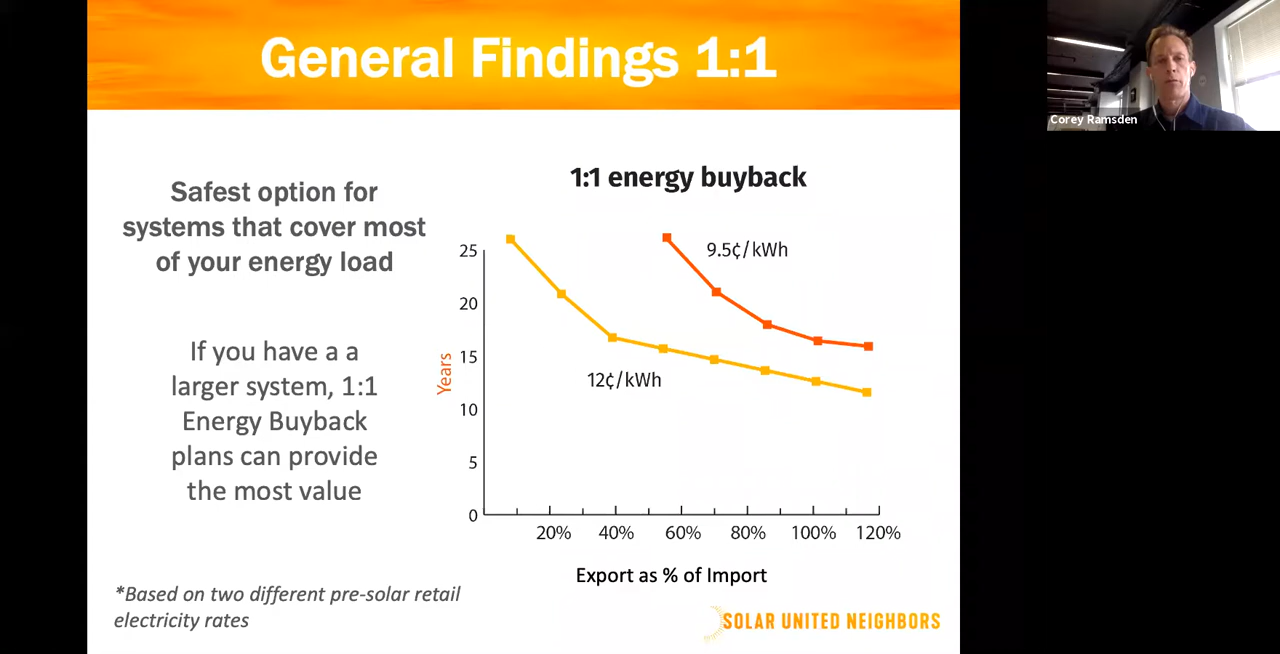 General Findings 1:1
Corey Ramsden
Safest option for
systems that cover most
of your energy load
If you have a a
larger system, 1:1
Energy Buyback
plans can provide
the most value
*Based on two different pre-solar retail
electricity rates
1:1 energy buyback
9.5¢/kWh
12¢/kWh
Years
25
20
15
10
5
0
20% 40% 60% 80% 100% 120%
Export as % of Import
SOLAR UNITED NEIGHBORS